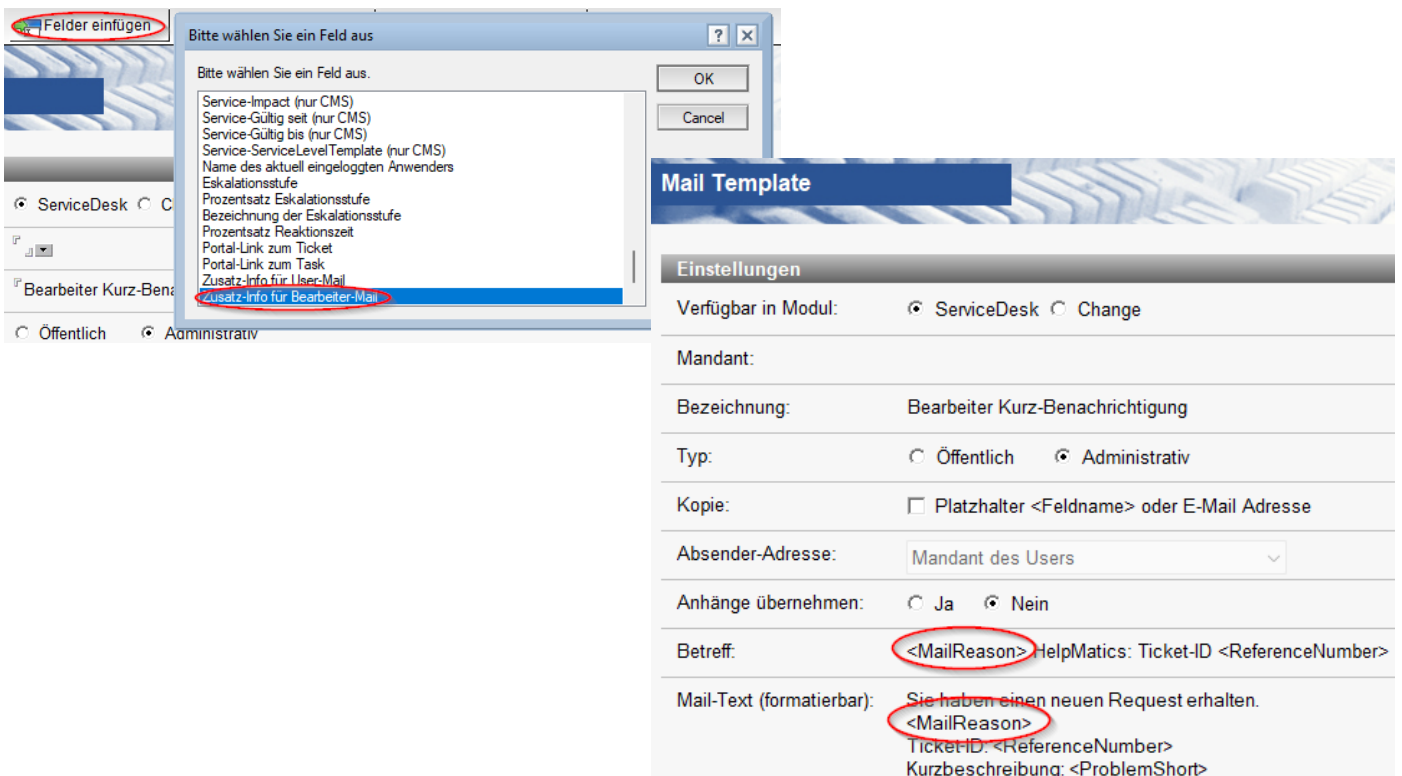 Felder einfügen
Bitte wählen Sie ein Feld aus
Bitte wählen Sie ein Feld aus.
OK
Cancel
Service-Impact (nur CMS)
Service-Gültig seit (nur CMS)
Service-Gültig bis (nur CMS)
Service-ServiceLevelTemplate (nur CMS)
Name des aktuell eingeloggten Anwenders
Eskalationsstufe
Prozentsatz Eskalationsstufe
Bezeichnung der Eskalationsstufe
Prozentsatz Reaktionszeit
Portal-Link zum Ticket
Portal-Link zum Task
Zusatz-Info für User-Mail
Zusatz-Info für Bearbeiter-Mail
ServiceDesk C
Bearbeiter Kurz-Bena
Öffentlich Administrativ
Mail Template
Einstellungen
Verfügbar in Modul: ServiceDesk Change
Mandant:
Bezeichnung: Bearbeiter Kurz-Benachrichtigung
Typ: Öffentlich Administrativ
Kopie: Platzhalter <Feldname> oder E-Mail Adresse
Absender-Adresse: Mandant des Users
Anhänge übernehmen: Ja Nein
Betreff: <MailReason> HelpMatics: Ticket-ID <ReferenceNumber>
Mail-Text (formatierbar): Sie haben einen neuen Request erhalten.
<MailReason>
Ticket-ID: <ReferenceNumber>
Kurzbeschreibung: <ProblemShort>